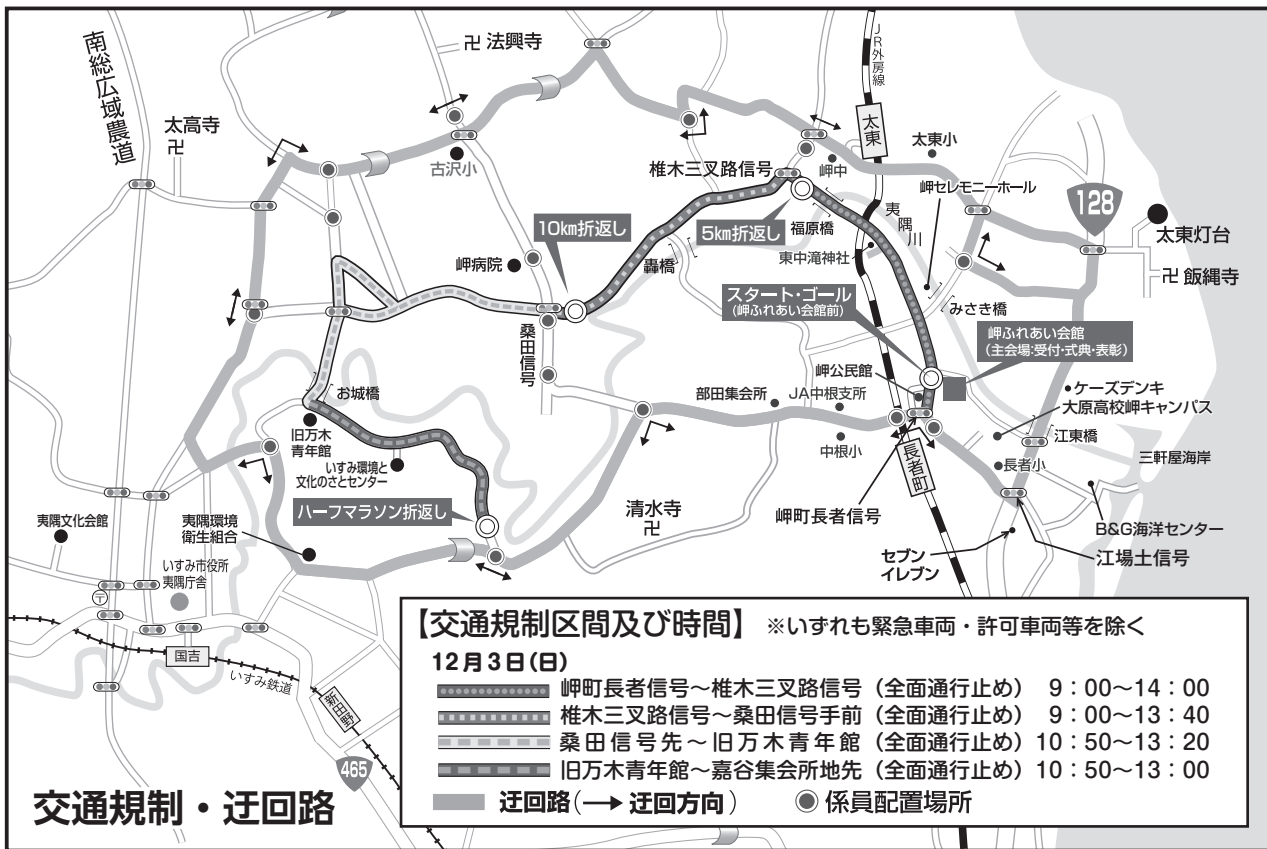 南総広域農道
卍 法興寺
JR外房線
太高寺
卍
太東
太東小
古沢小
椎木三叉路信号
岬中
岬セレモニーホール
128
太東灯台
10km折返し
5km折返し
福原橋
夷隅川
岬病院
轟橋
東中滝神社
卍 飯縄寺
スタート・ゴール
(岬ふれあい会館前)
みさき橋
桑田信号
岬ふれあい会館
(主会場:受付・式典・表彰)
岬公民館
お城橋
部田集会所
JA中根支所
ケーズデンキ
大原高校岬キャンパス
旧万木
青年館
江東橋
中根小
長者町
長者小
三軒屋海岸
いすみ環境と
文化のさとセンター
ハーフマラソン折返し
清水寺
卍
岬町長者信号
B&G海洋センター
夷隅文化会館
夷隅環境
衛生組合
セブン
イレブン
江場土信号
いすみ市役所
夷隅庁舎
〒
国吉
いすみ鉄道
新田野
465
交通規制・迂回路
【交通規制区間及び時間】 ※いずれも緊急車両・許可車両等を除く
12月3日(日)
岬町長者信号～椎木三叉路信号(全面通行止め) 9:00～14:00
椎木三叉路信号～桑田信号手前(全面通行止め) 9:00～13:40
桑田信号先～旧万木青年館(全面通行止め) 10:50～13:20
旧万木青年館～嘉谷集会所地先(全面通行止め) 10:50～13:00
迂回路(→ 迂回方向) 係員配置場所